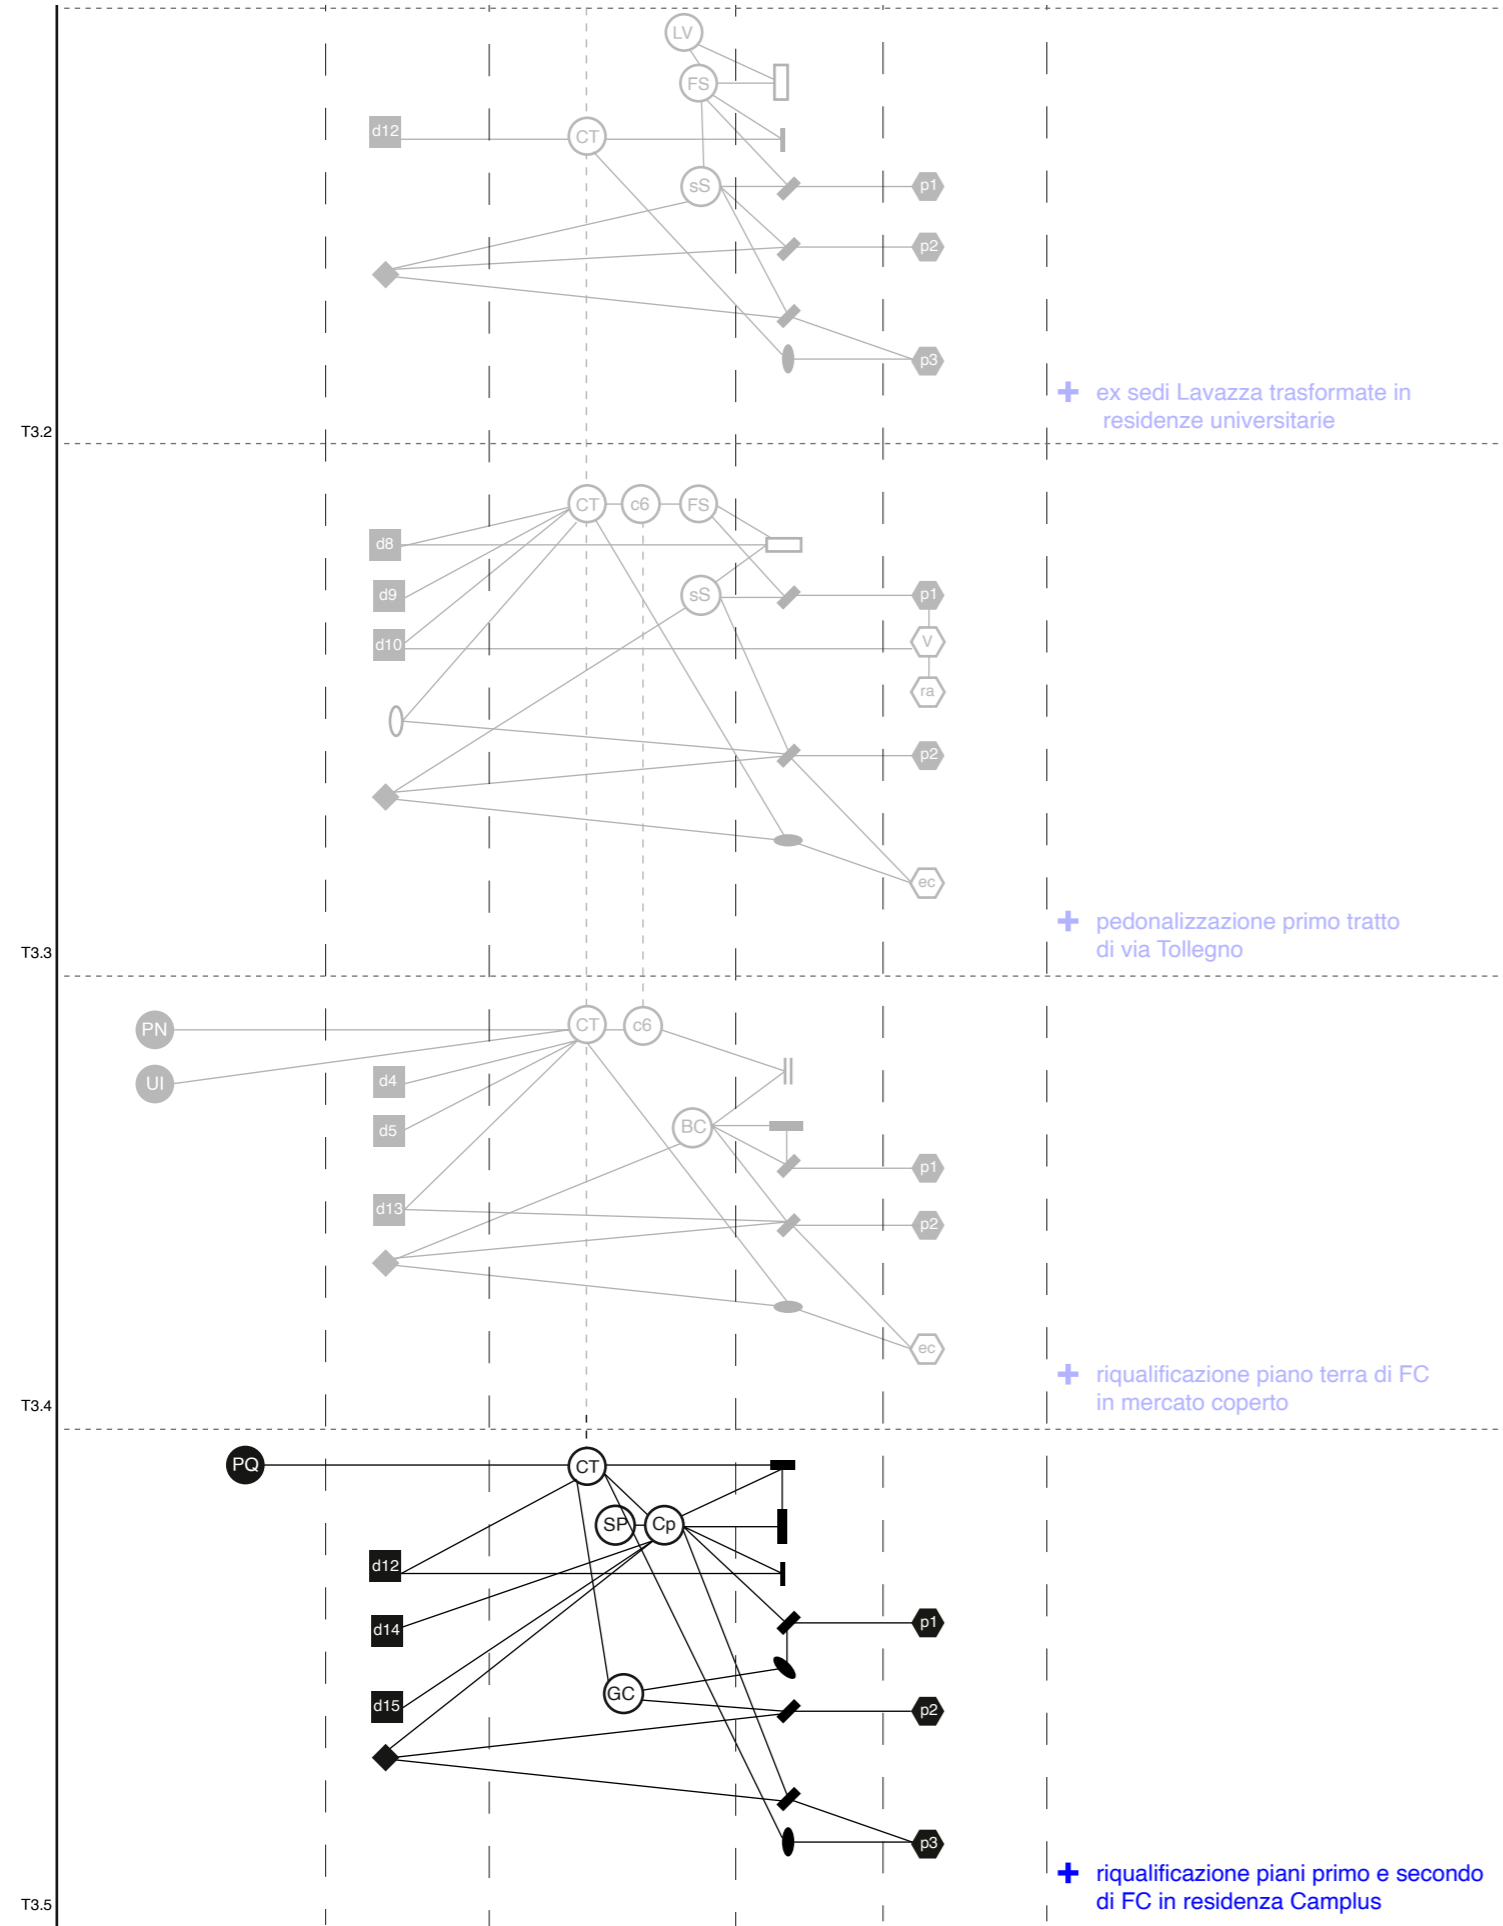 LV
FS
d12
CT
sS
p1
p2
p3
ex sedi Lavazza trasformate in
residenze universitarie
T3.2
CT
c6
FS
d8
d9
sS
p1
d10
V
ra
p2
ec
pedonalizzazione primo tratto
di via Tollegno
T3.3
PN
CT
c6
UI
d4
d5
BC
p1
d13
p2
ec
riqualificazione piano terra di FC
in mercato coperto
T3.4
PQ
CT
SP
Cp
d12
d14
p1
GC
d15
p2
p3
riqualificazione piani primo e secondo
di FC in residenza Camplus
T3.5